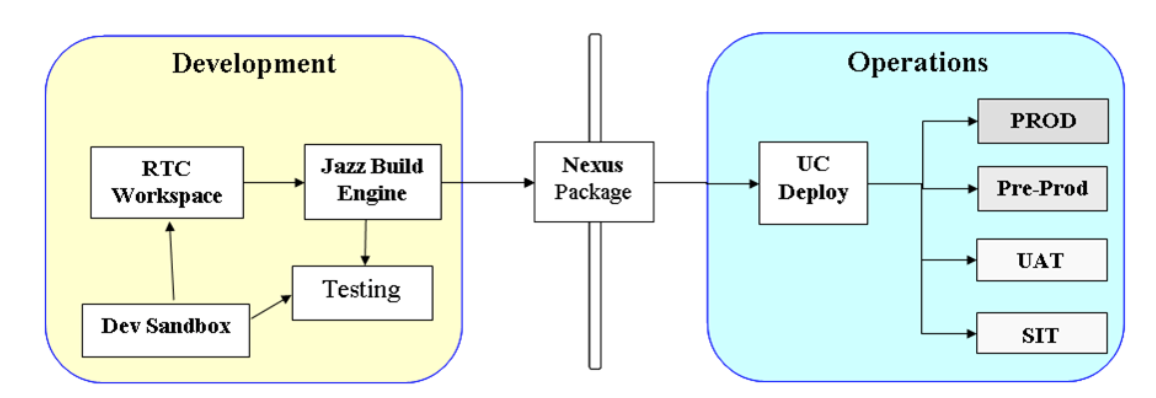 Development
RTC
Workspace
Jazz Build
Engine
Testing
Dev Sandbox
Nexus
Package
Operations
UC
Deploy
PROD
Pre-Prod
UAT
SIT